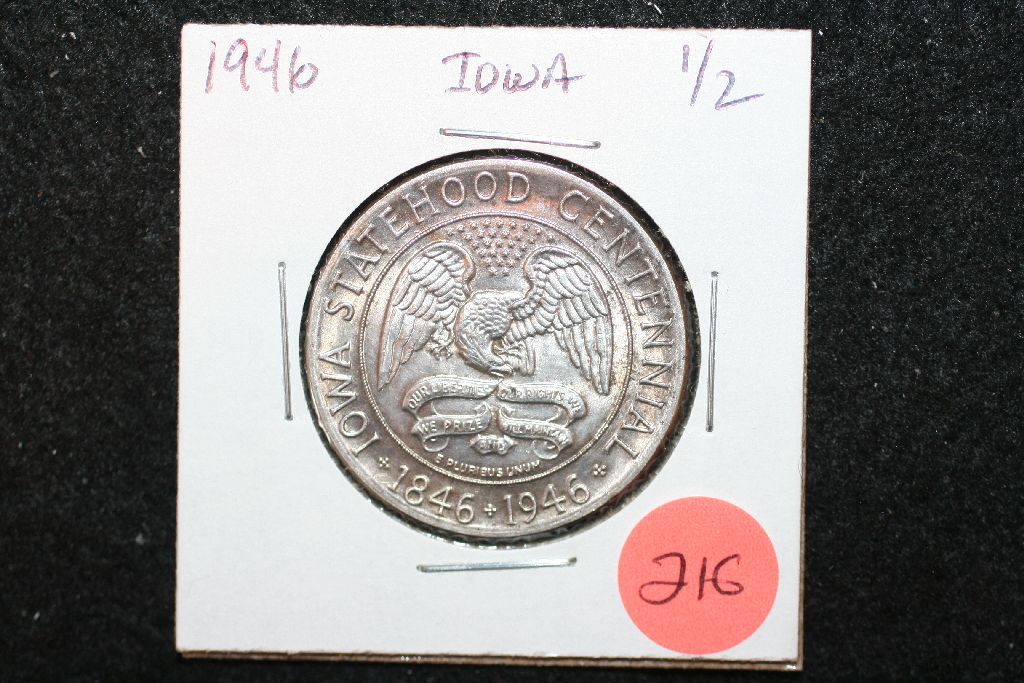 1946 IOWA 1/2
IOWA STATEHOOD CENTENNIAL
OUR LIBERTIES OUR RIGHTS WE
WE PRIZE WILL MAINTAIN
AND
E PLURIBUS UNUM
1846 1946
216